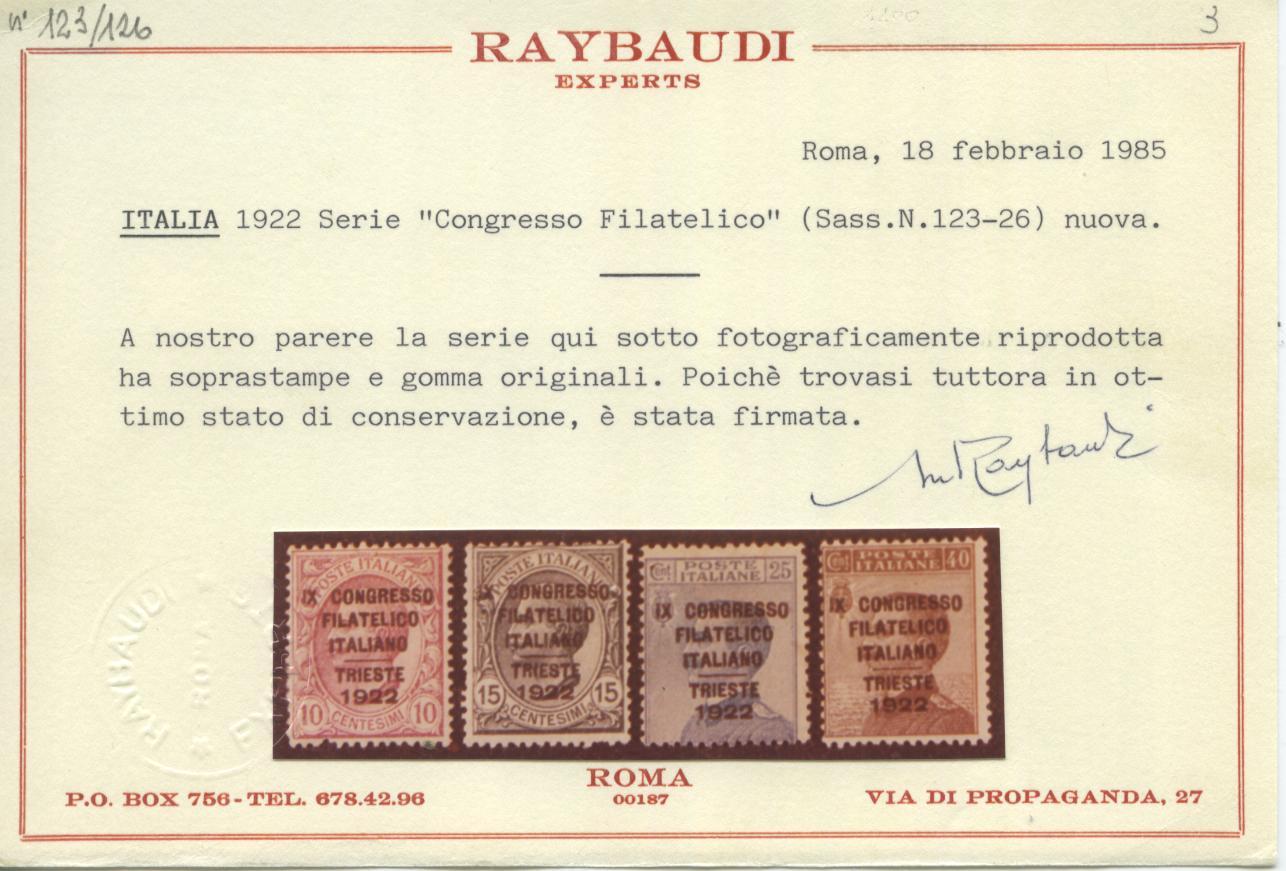 n° 123/126
1200
3
RAYBAUDI
EXPERTS
Roma, 18 febbraio 1985
ITALIA 1922 Serie "Congresso Filatelico" (Sass.N.123-26) nuova.
A nostro parere la serie qui sotto fotograficamente riprodotta
ha soprastampe e gomma originali. Poichè trovasi tuttora in ot-
timo stato di conservazione, è stata firmata.
RAYBAUDI
ROMA
POSTE ITALIANE
IX CONGRESSO
FILATELICO
ITALIANO
TRIESTE
1922
10 CENTESIMI 10
POSTE ITALIANE
IX CONGRESSO
FILATELICO
ITALIANO
TRIESTE
1922
15 CENTESIMI 15
Cmi POSTE ITALIANE 25
IX CONGRESSO
FILATELICO
ITALIANO
TRIESTE
1922
Cmi POSTE ITALIANE 40
IX CONGRESSO
FILATELICO
ITALIANO
TRIESTE
1922
P.O. BOX 756-TEL. 678.42.96
ROMA
00187
VIA DI PROPAGANDA, 27